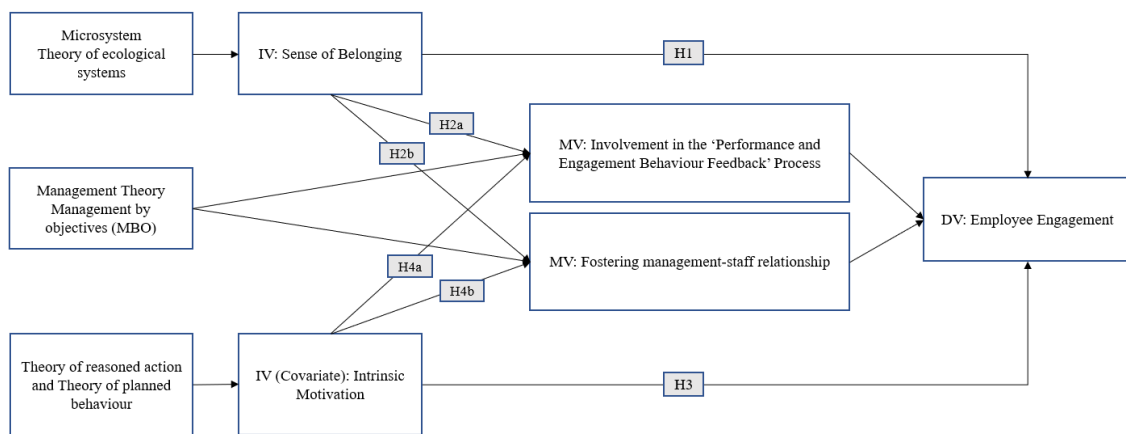 Microsystem
Theory of ecological
systems
IV: Sense of Belonging
H1
H2a
H2b
MV: Involvement in the ‘Performance and
Engagement Behaviour Feedback’ Process
Management Theory
Management by
objectives (MBO)
DV: Employee Engagement
MV: Fostering management-staff relationship
H4a
H4b
Theory of reasoned action
and Theory of planned
behaviour
IV (Covariate): Intrinsic
Motivation
H3